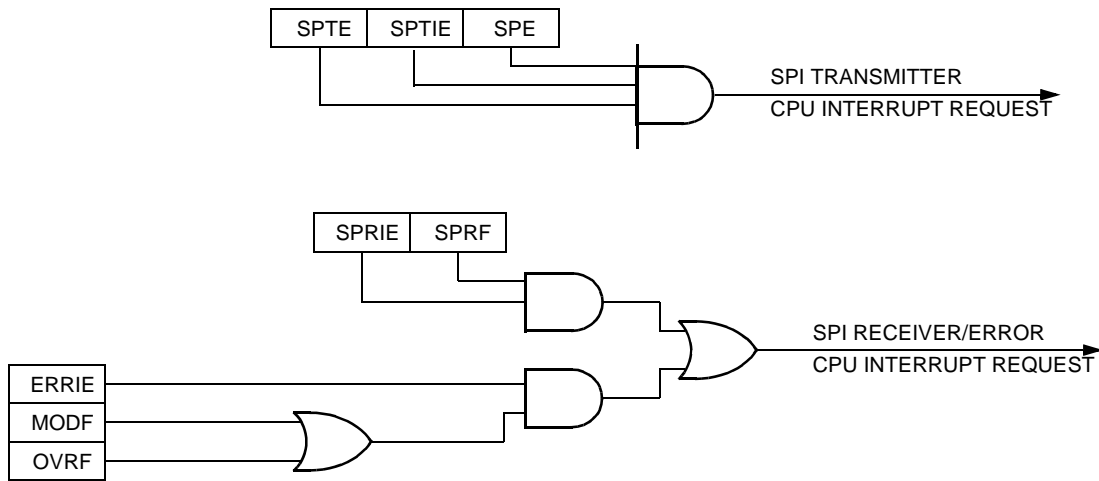 SPTE SPTIE SPE
SPI TRANSMITTER
CPU INTERRUPT REQUEST
SPRIE SPRF
SPI RECEIVER/ERROR
CPU INTERRUPT REQUEST
ERRIE
MODF
OVRF